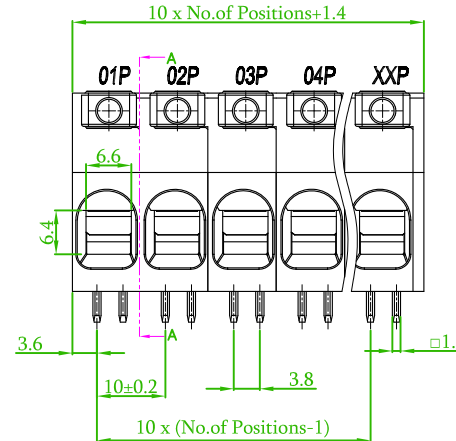 10 x No.of Positions+1.4
A
01P 02P 03P 04P XXP
6.6
6.4
A
3.6
□1.
10±0.2
3.8
10 x (No.of Positions-1)